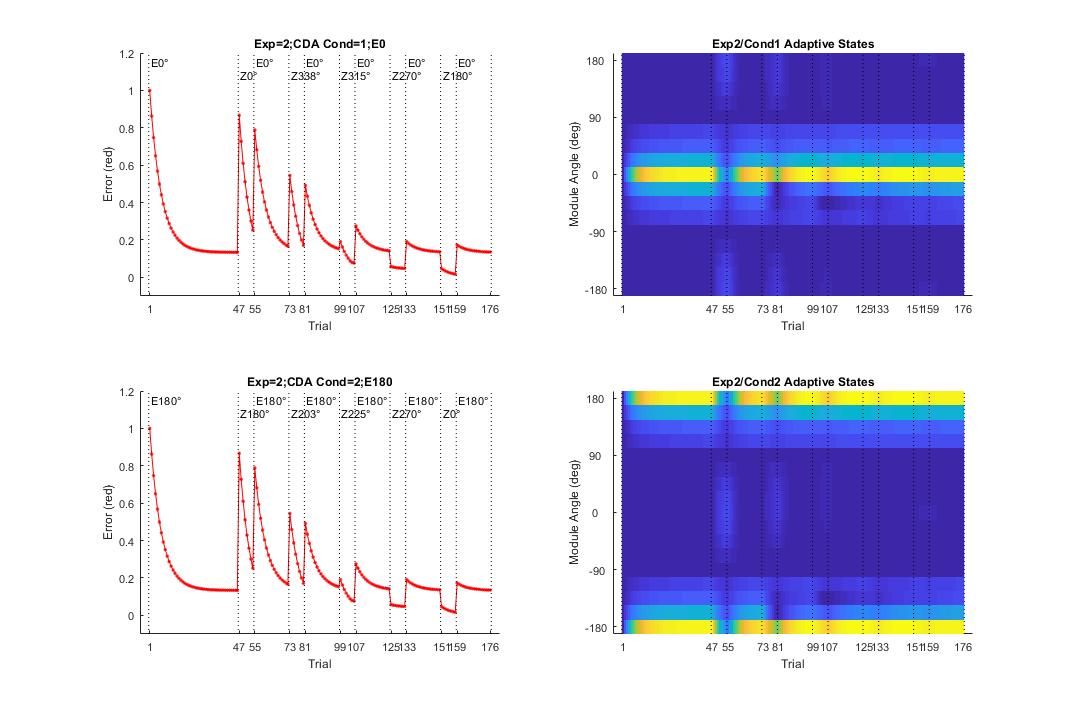 Exp=2;CDA Cond=1;E0
1.2
1
0.8
0.6
0.4
0.2
0
Error (red)
E0° E0° E0° E0° E0° E0°
Z0° Z338° Z315° Z270° Z180°
1 47 55 73 81 99 107 125 133 151 159 176
Trial
Exp2/Cond1 Adaptive States
180
90
0
-90
-180
Module Angle (deg)
1 47 55 73 81 99 107 125 133 151 159 176
Trial
Exp=2;CDA Cond=2;E180
1.2
1
0.8
0.6
0.4
0.2
0
Error (red)
E180° E180° E180° E180° E180° E180°
Z180° Z203° Z225° Z270° Z0°
1 47 55 73 81 99 107 125 133 151 159 176
Trial
Exp2/Cond2 Adaptive States
180
90
0
-90
-180
Module Angle (deg)
1 47 55 73 81 99 107 125 133 151 159 176
Trial